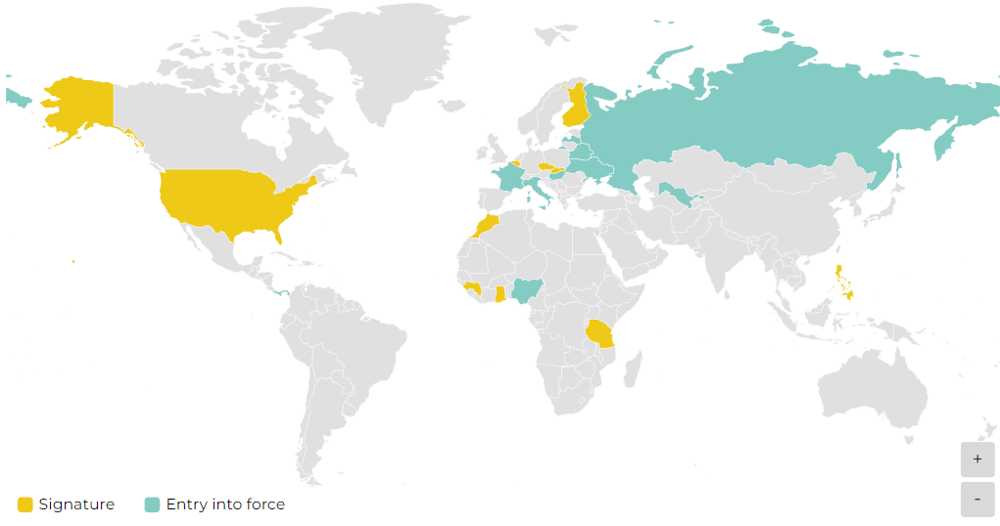 +
-
Signature
Entry into force